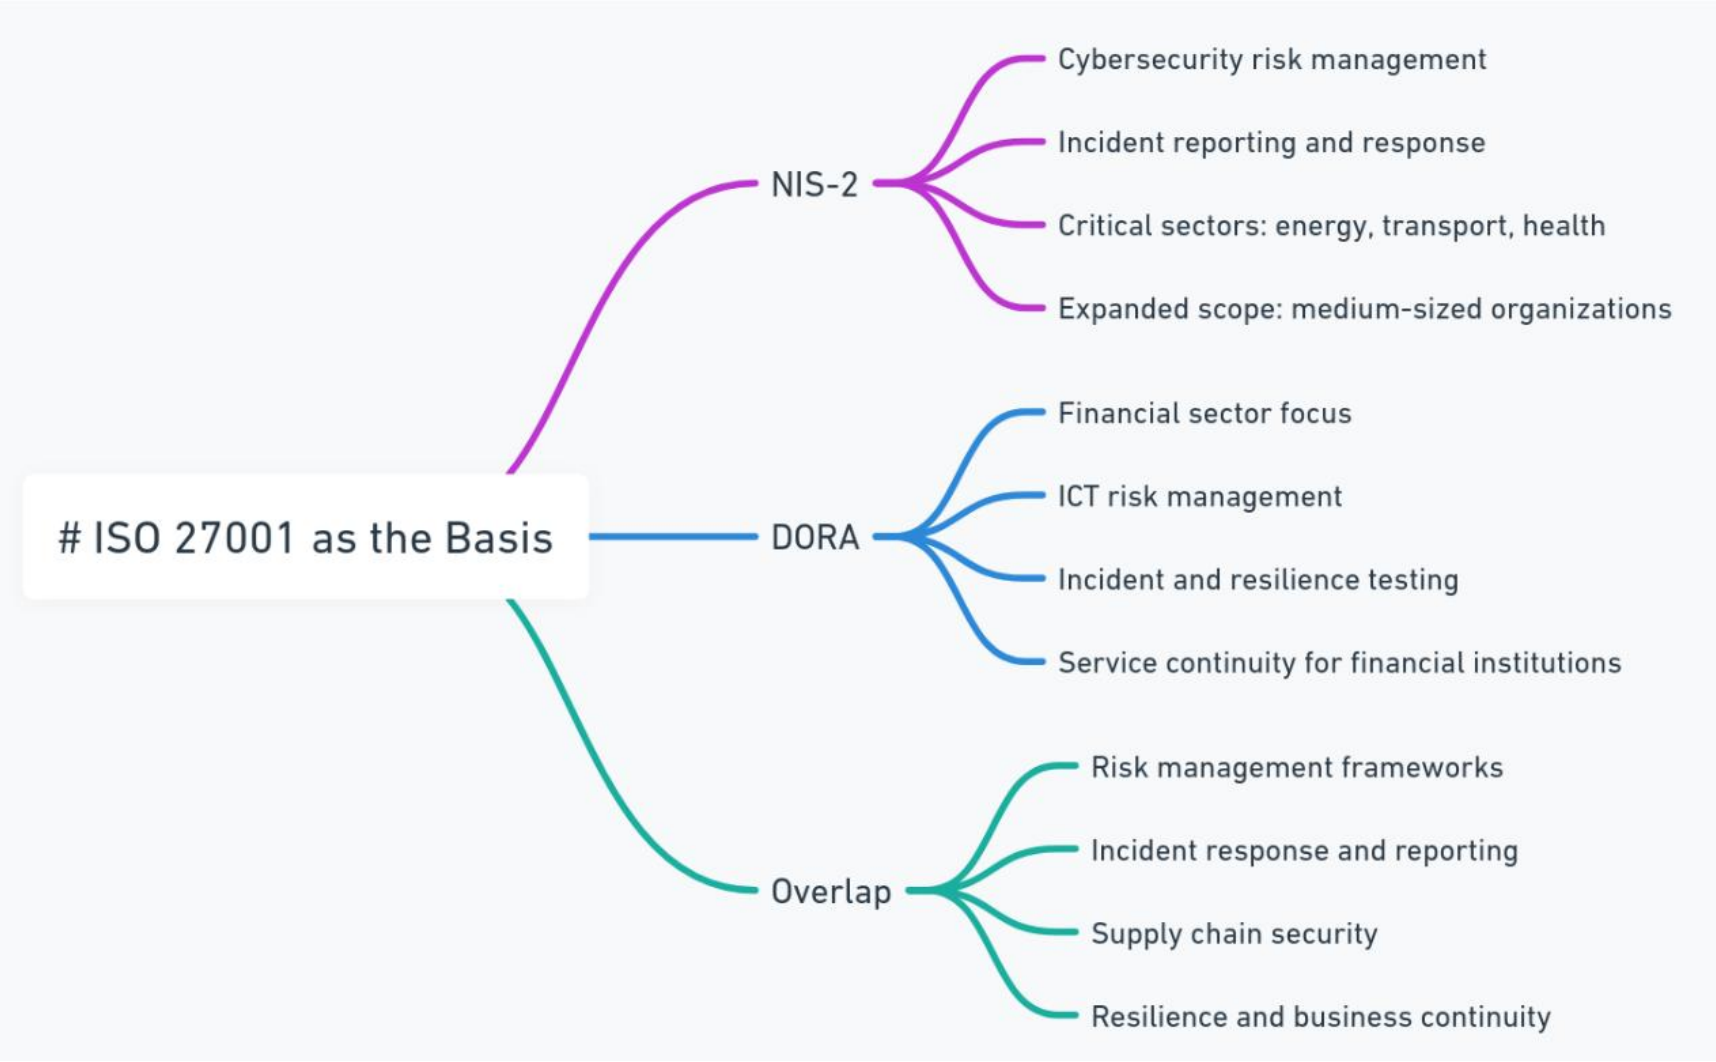 # ISO 27001 as the Basis
NIS-2
Cybersecurity risk management
Incident reporting and response
Critical sectors: energy, transport, health
Expanded scope: medium-sized organizations
DORA
Financial sector focus
ICT risk management
Incident and resilience testing
Service continuity for financial institutions
Overlap
Risk management frameworks
Incident response and reporting
Supply chain security
Resilience and business continuity